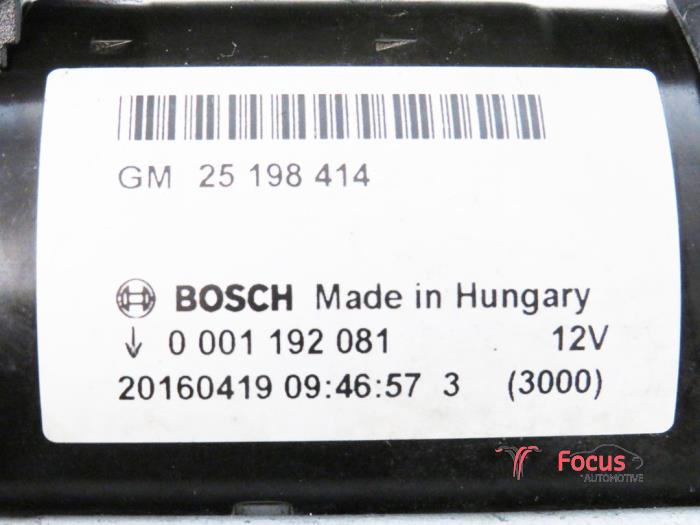 GM 25 198 414
BOSCH Made in Hungary
0 001 192 081 12V
20160419 09:46:57 3 (3000)
Focus
AUTOMOTIVE